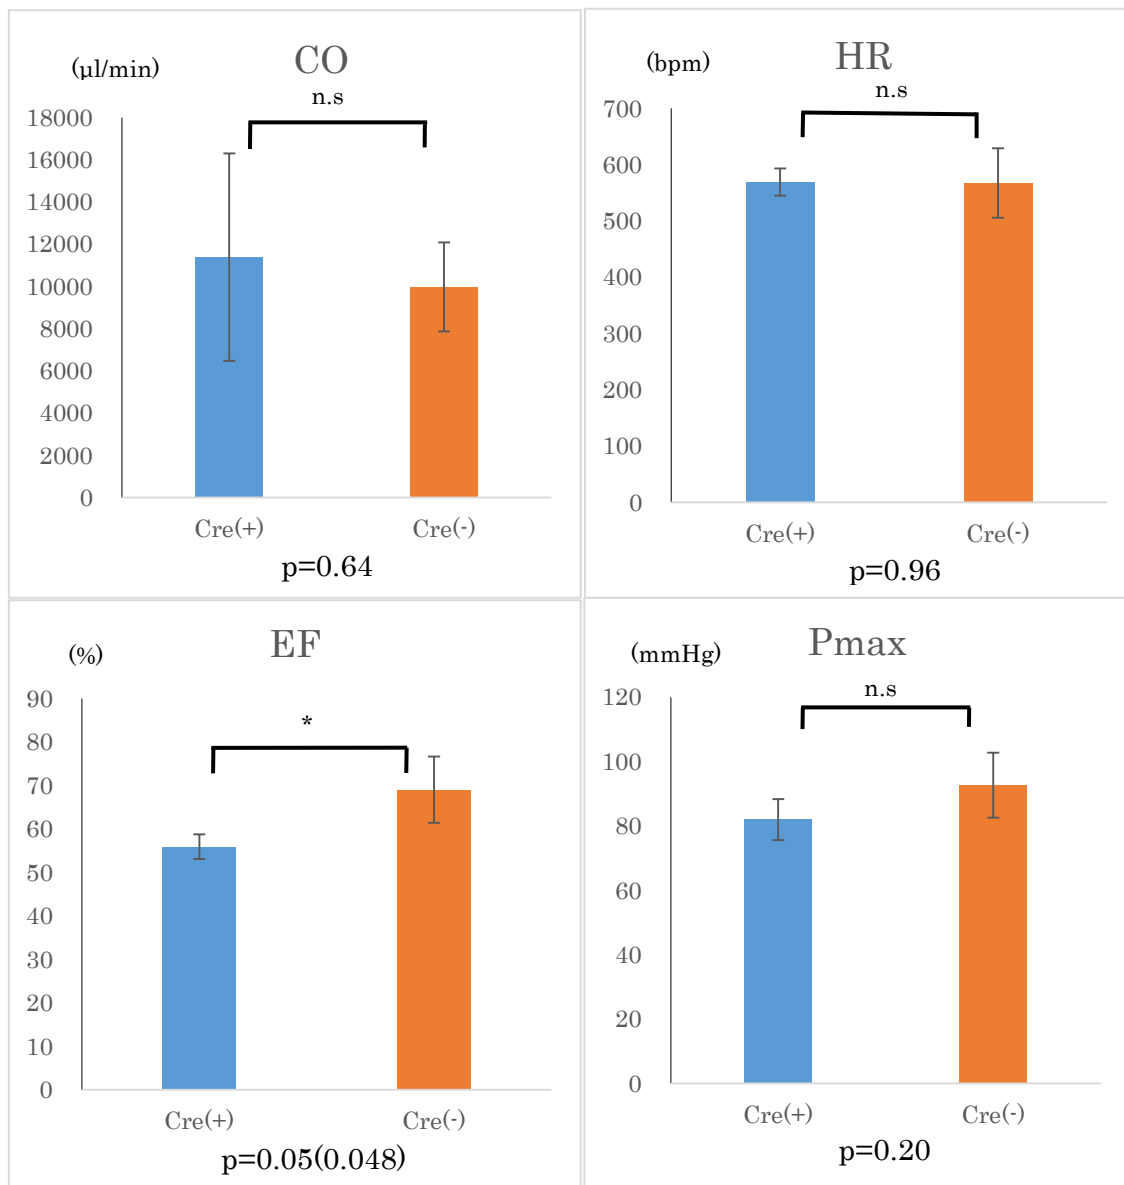 CO
(µl/min)
n.s
18000
16000
14000
12000
10000
8000
6000
4000
2000
0
Cre(+) Cre(-)
p=0.64
HR
(bpm)
n.s
700
600
500
400
300
200
100
0
Cre(+) Cre(-)
p=0.96
EF
(%)
90
*
80
70
60
50
40
30
20
10
0
Cre(+) Cre(-)
p=0.05(0.048)
Pmax
(mmHg)
n.s
120
100
80
60
40
20
0
Cre(+) Cre(-)
p=0.20